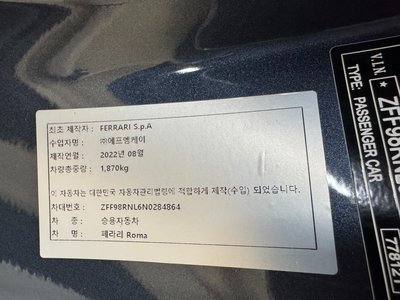 최초 제작자 : FERRARI S.p.A
수입업자명 : ㈜에프엠케이
제작연월 : 2022년 08월
차량총중량 : 1,870kg
이 자동차는 대한민국 자동차관리법령에 적합하게 제작(수입) 되었습니다.
차대번호 : ZFF98RNL6N0284864
차 종 : 승용자동차
차 명 : 페라리 Roma
V.I.N. ★
ZFF98RN
TYPE: PASSENGER CAR